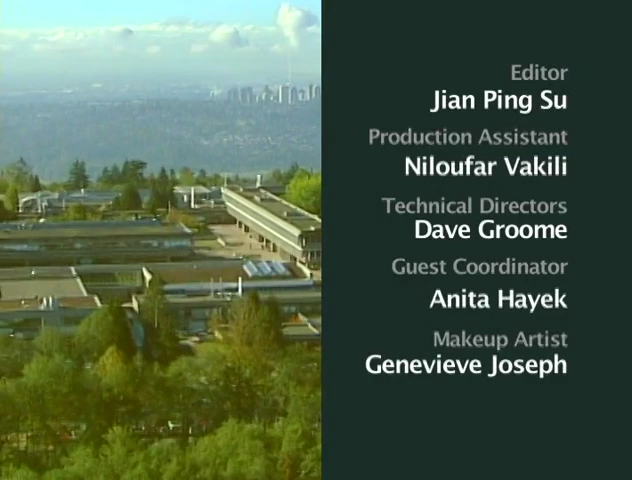 Editor
Jian Ping Su
Production Assistant
Niloufar Vakili
Technical Directors
Dave Groome
Guest Coordinator
Anita Hayek
Makeup Artist
Genevieve Joseph